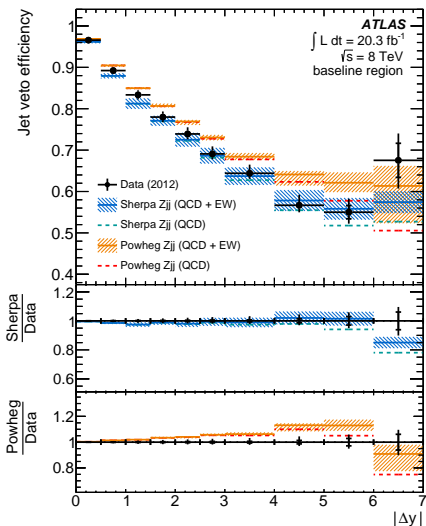 ATLAS
∫ L dt = 20.3 fb⁻¹
√s = 8 TeV
baseline region
Jet veto efficiency
1
0.9
0.8
0.7
0.6
0.5
0.4
Data (2012)
Sherpa Zjj (QCD + EW)
Sherpa Zjj (QCD)
Powheg Zjj (QCD + EW)
Powheg Zjj (QCD)
Sherpa
Data
1.2
1
0.8
Powheg
Data
1.2
1
0.8
0 1 2 3 4 5 6 7
|Δy|